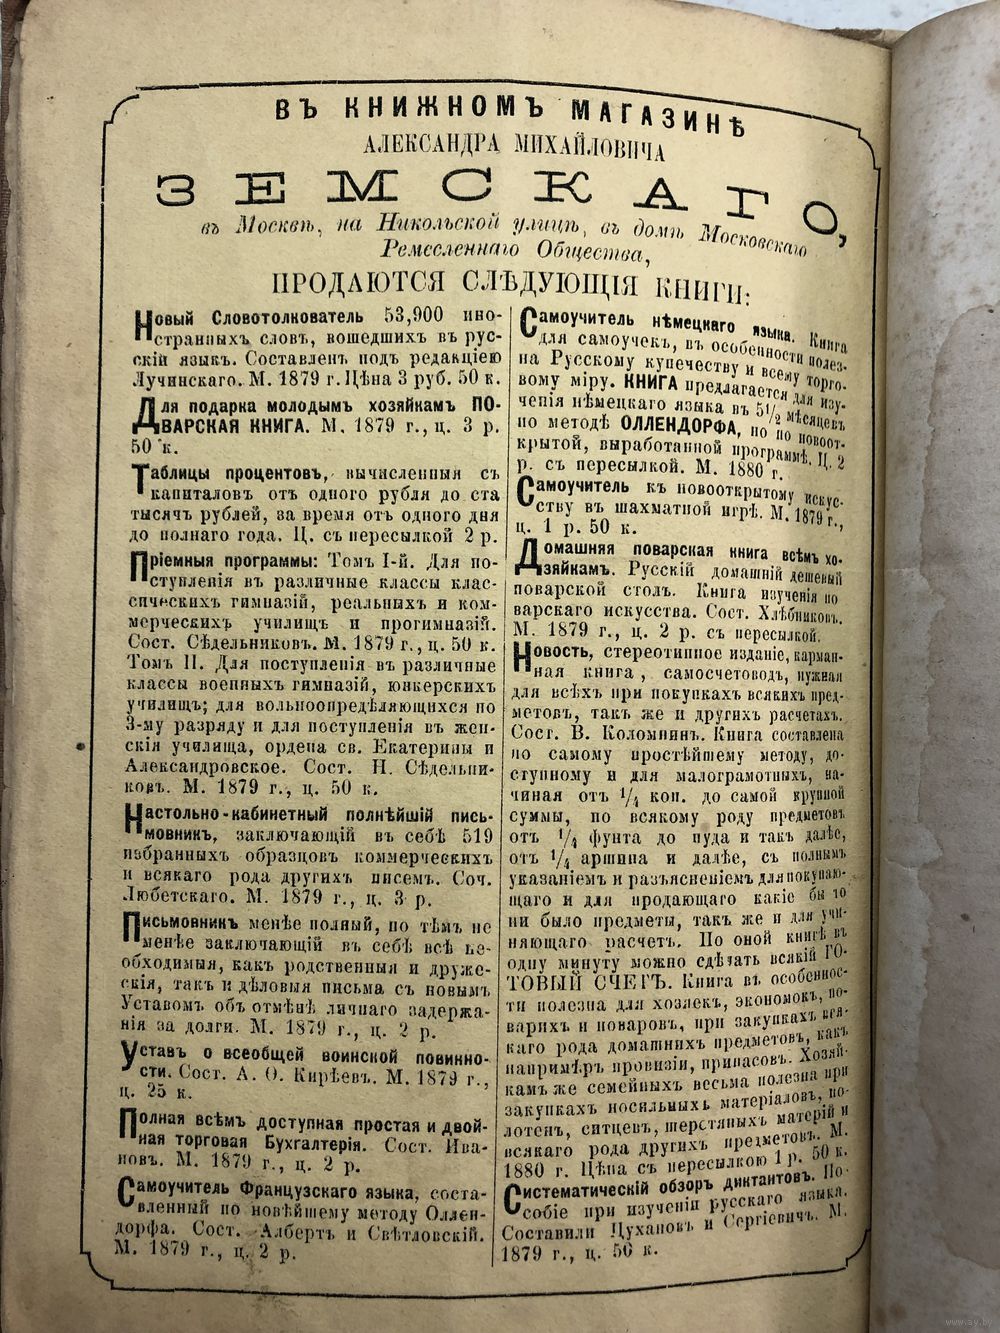 ВЪ КНИЖНОМЪ МАГАЗИНѢ
АЛЕКСАНДРА МИХАЙЛОВИЧА
ЗЕМСКАГО,
въ Москвѣ, на Никольской улицѣ, въ домѣ Московскаго
Ремесленнаго Общества,
ПРОДАЮТСЯ СЛѢДУЮЩІЯ КНИГИ:
Новый Словотолкователь 53,900 ино-
странныхъ словъ, вошедшихъ въ рус-
скій языкъ. Составленъ подъ редакціею
Лучинскаго. М. 1879 г. Цѣна 3 руб. 50 к.
Для подарка молодымъ хозяйкамъ ПО-
ВАРСКАЯ КНИГА. М. 1879 г., ц. 3 р.
50 к.
Таблицы процентовъ, вычисленныя съ
капиталовъ отъ одного рубля до ста
тысячъ рублей, за время отъ одного дня
до полнаго года. Ц. съ пересылкой 2 р.
Пріемныя программы: Томъ I-й. Для по-
ступленія въ различные классы клас-
сическихъ гимназій, реальныхъ и ком-
мерческихъ училищъ и прогимназій.
Сост. Сѣдельниковъ. М. 1879 г., ц. 50 к.
Томъ II. Для поступленія въ различные
классы военныхъ гимназій, юнкерскихъ
училищъ; для вольноопредѣляющихся по
3-му разряду и для поступленія въ жен-
скія училища, ордена св. Екатерины и
Александровское. Сост. Н. Сѣдельни-
ковъ. М. 1879 г., ц. 50 к.
Настольно-кабинетный полнѣйшій пись-
мовникъ, заключающій въ себѣ 519
избранныхъ образцовъ коммерческихъ
и всякаго рода другихъ писемъ. Соч.
Любетскаго. М. 1879 г., ц. 3 р.
Письмовникъ менѣе полный, но тѣмъ не
менѣе заключающій въ себѣ всѣ не-
обходимыя, какъ родственныя и друже-
скія, такъ и дѣловыя письма съ новымъ
Уставомъ объ отмѣнѣ личнаго задержа-
нія за долги. М. 1879 г., ц. 2 р.
Уставъ о всеобщей воинской повинно-
сти. Сост. А. О. Кирѣевъ. М. 1879 г.,
ц. 25 к.
Полная всѣмъ доступная простая и двой-
ная торговая Бухгалтерія. Сост. Ива-
новъ. М. 1879 г., ц. 2 р.
Самоучитель Французскаго языка, соста-
вленный по новѣйшему методу Оллен-
дорфа. Сост. Албертъ и Свѣтловскій.
М. 1879 г., ц. 2 р.
Самоучитель нѣмецкаго языка. Книга
для самоучекъ, въ особенности полез-
на Русскому купечеству и всему торго-
вому міру. КНИГА предлагается для изу-
ченія нѣмецкаго языка въ 5½ мѣсяцевъ
по методѣ ОЛЛЕНДОРФА, но по новоот-
крытой, выработанной программѣ. Ц. 2
р. съ пересылкой. М. 1880 г.
Самоучитель къ новооткрытому искус-
ству въ шахматной игрѣ. М. 1879 г.,
ц. 1 р. 50 к.
Домашняя поварская книга всѣмъ хо-
зяйкамъ. Русскій домашній дешевый
поварской столъ. Книга изученія по
варскаго искусства. Сост. Хлѣбниковъ.
М. 1879 г., ц. 2 р. съ пересылкой.
Новость, стереотипное изданіе, карман-
ная книга, самосчетоводъ, нужная
для всѣхъ при покупкахъ всякихъ пред-
метовъ, такъ же и другихъ расчетахъ.
Сост. В. Коломнинъ. Книга составлена
по самому простѣйшему методу, до-
ступному и для малограмотныхъ, на-
чиная отъ ¼ коп. до самой крупной
суммы, по всякому роду предметовъ
отъ ¼ фунта до пуда и такъ далѣе,
отъ ¼ аршина и далѣе, съ полнымъ
указаніемъ и разъясненіемъ для покупаю-
щаго и для продающаго какіе бы то
ни было предметы, такъ же и для учи-
няющаго расчетъ. По оной книгѣ въ
одну минуту можно сдѣлать всякій ГО-
ТОВЫЙ СЧЕТЪ. Книга въ особеннос-
ти полезна для хозяекъ, экономокъ, по-
варихъ и поваровъ, при закупкахъ вся-
каго рода домашнихъ предметовъ, какъ
напримѣръ провизіи, припасовъ. Хозяй-
камъ же семейныхъ весьма полезна при
закупкахъ носильныхъ матеріаловъ, по-
лотенъ, ситцевъ, шерстяныхъ матерій и
всякаго рода другихъ предметовъ. М.
1880 г. Цѣна съ пересылкою 1 р. 50 к.
Систематическій обзоръ диктантовъ. По-
собіе при изученіи русскаго языка.
Составили Цухановъ и Сергіевичъ. М.
1879 г., ц. 50 к.
www.ay.by